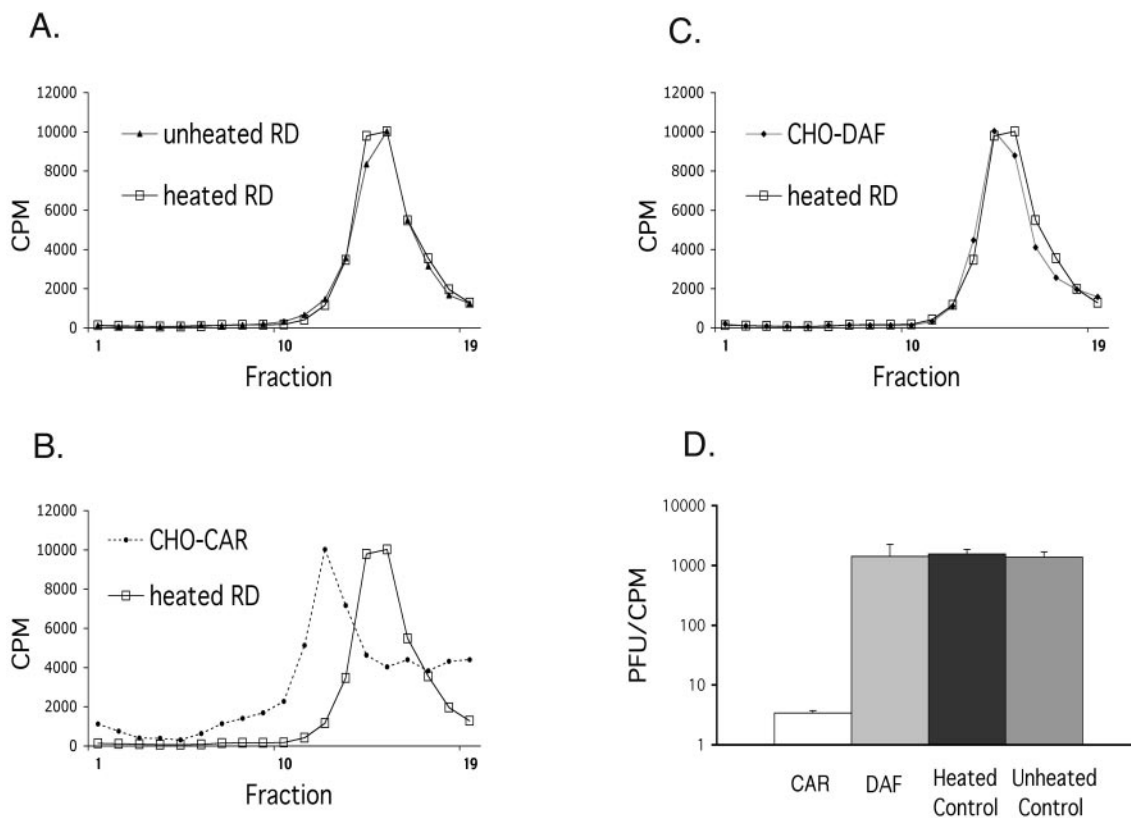 A.
12000
10000
8000
6000
4000
2000
0
CPM
unheated RD
heated RD
1
10
19
Fraction
B.
12000
10000
8000
6000
4000
2000
0
CPM
CHO-CAR
heated RD
1
10
19
Fraction
C.
12000
10000
8000
6000
4000
2000
0
CPM
CHO-DAF
heated RD
1
10
19
Fraction
D.
10000
1000
100
10
1
PFU/CPM
CAR
DAF
Heated
Control
Unheated
Control